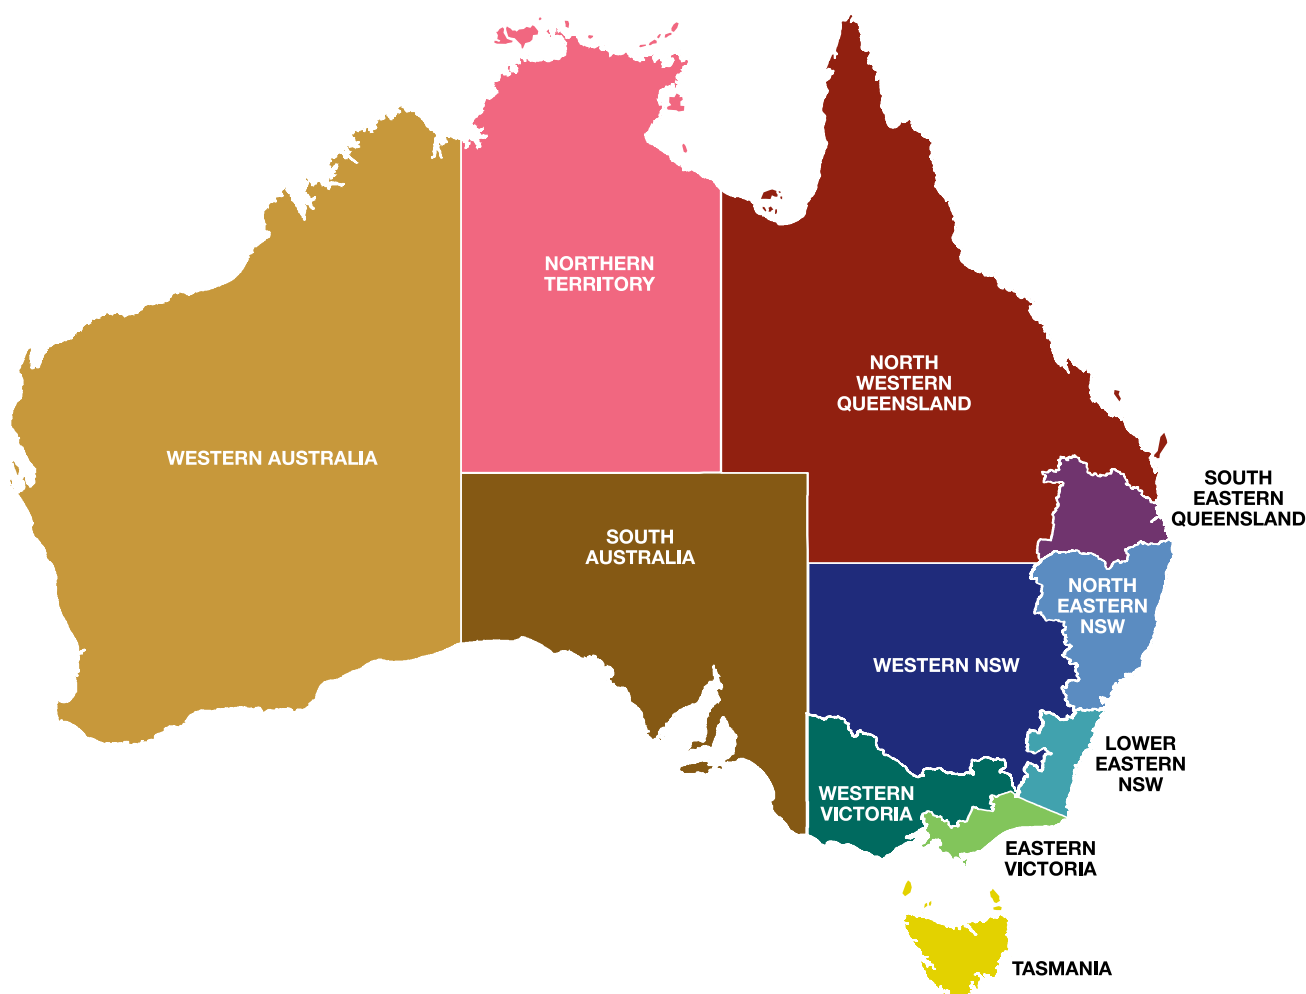 NORTHERN
TERRITORY
NORTH
WESTERN
QUEENSLAND
WESTERN AUSTRALIA
SOUTH
EASTERN
QUEENSLAND
SOUTH
AUSTRALIA
NORTH
EASTERN
NSW
WESTERN NSW
LOWER
EASTERN
NSW
WESTERN
VICTORIA
EASTERN
VICTORIA
TASMANIA